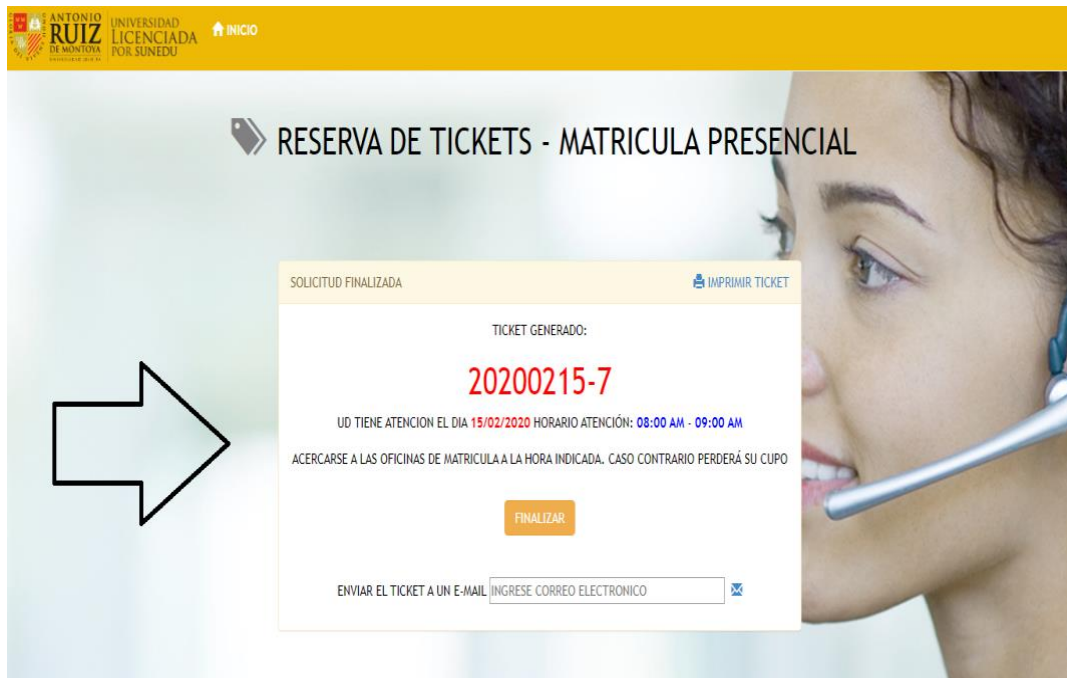 ANTONIO
RUIZ
DE MONTOYA
UNIVERSIDAD
LICENCIADA
POR SUNEDU
INICIO
RESERVA DE TICKETS - MATRICULA PRESENCIAL
SOLICITUD FINALIZADA
IMPRIMIR TICKET
TICKET GENERADO:
20200215-7
UD TIENE ATENCION EL DIA 15/02/2020 HORARIO ATENCIÓN: 08:00 AM - 09:00 AM
ACERCARSE A LAS OFICINAS DE MATRICULA A LA HORA INDICADA. CASO CONTRARIO PERDERÁ SU CUPO
FINALIZAR
ENVIAR EL TICKET A UN E-MAIL INGRESE CORREO ELECTRONICO